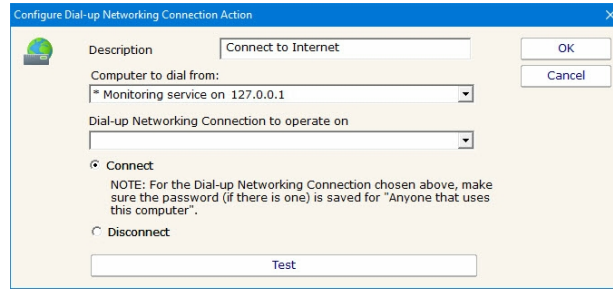 Configure Dial-up Networking Connection Action
Description
Connect to Internet
OK
Computer to dial from:
Cancel
* Monitoring service on 127.0.0.1
Dial-up Networking Connection to operate on
Connect
NOTE: For the Dial-up Networking Connection chosen above, make
sure the password (if there is one) is saved for "Anyone that uses
this computer".
Disconnect
Test